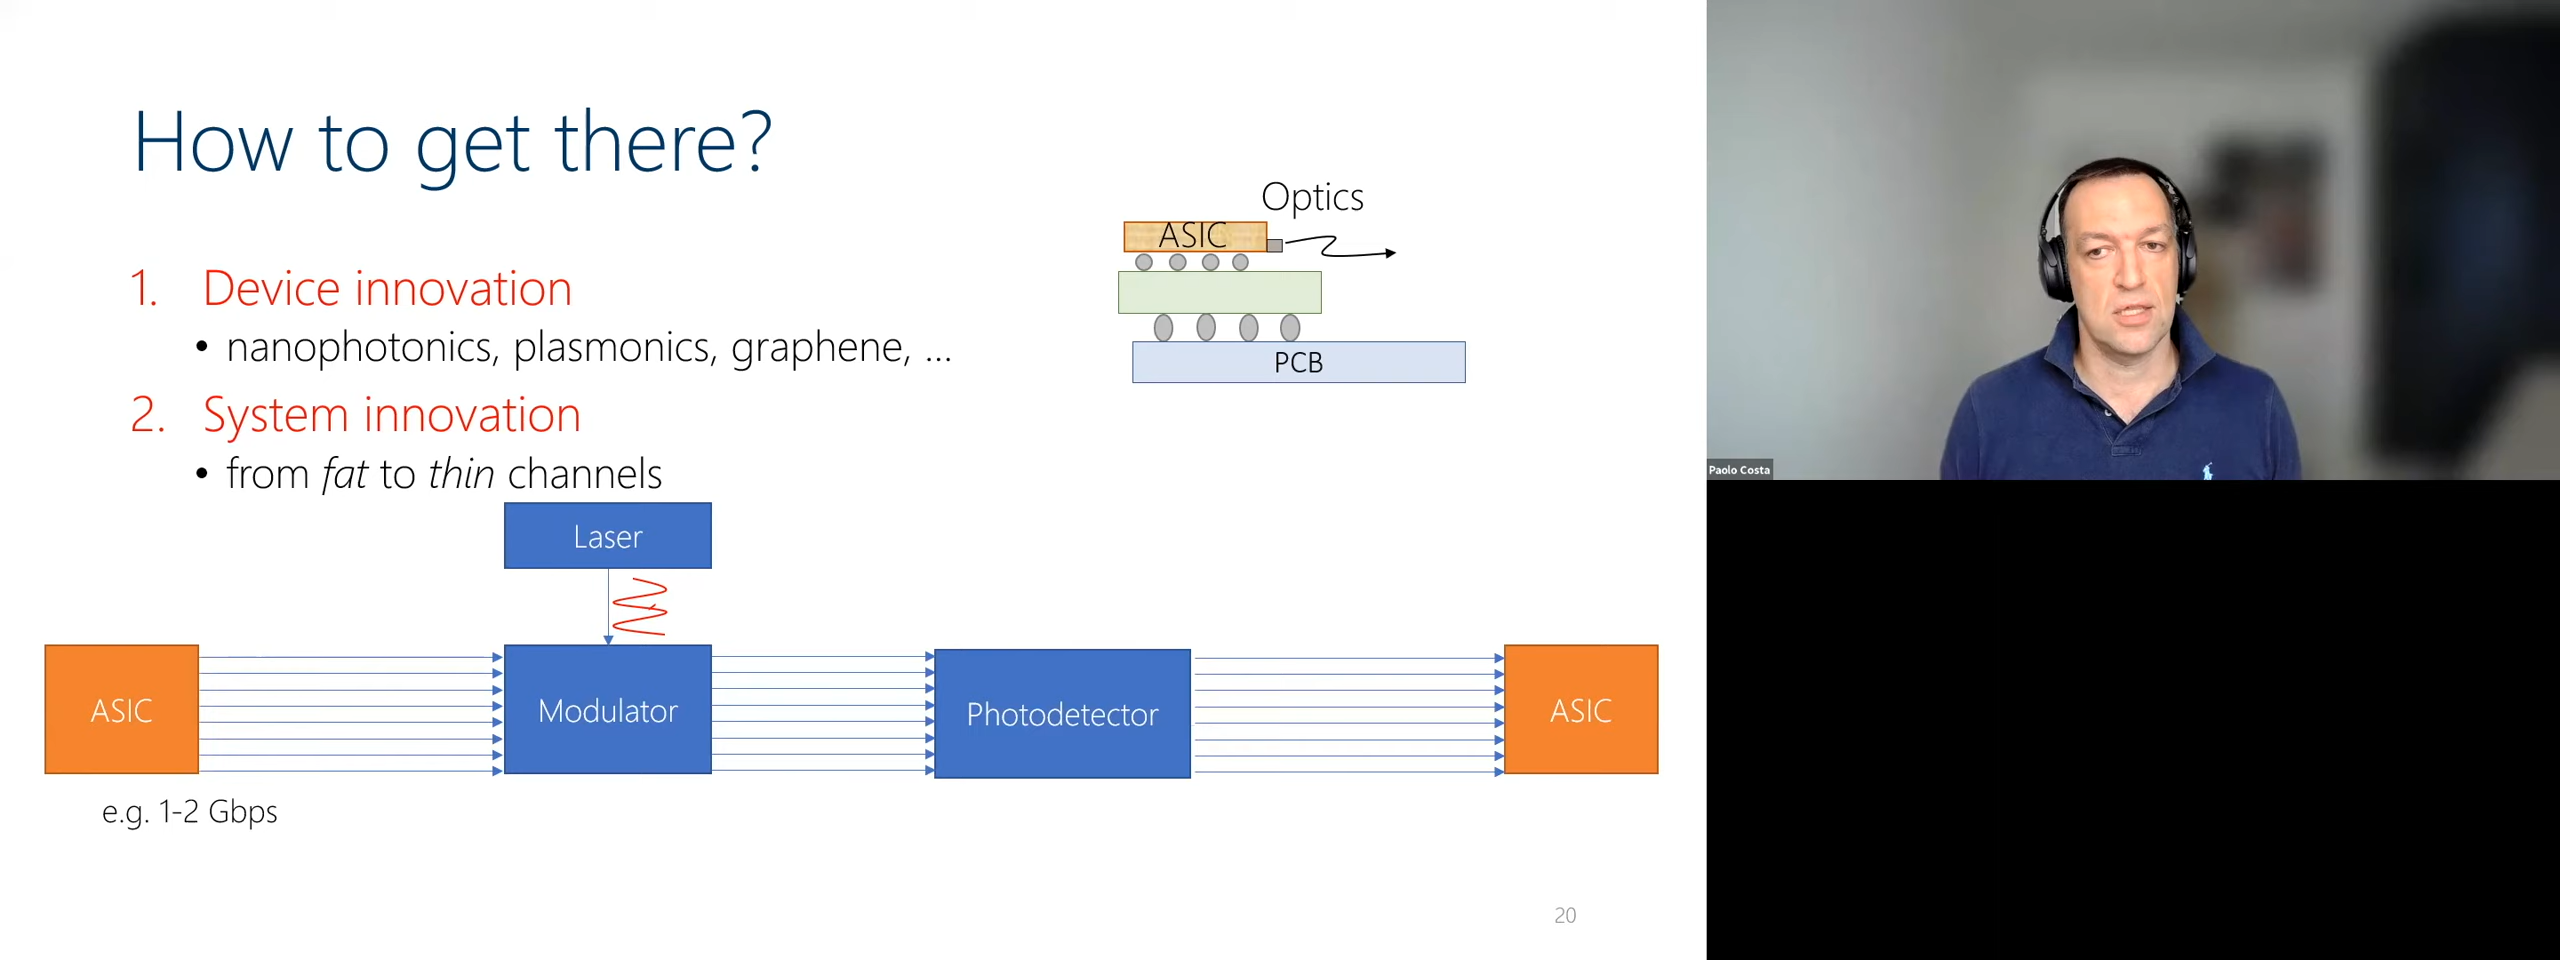 How to get there?
Optics
ASIC
PCB
1. Device innovation
• nanophotonics, plasmonics, graphene, ...
2. System innovation
• from fat to thin channels
Laser
ASIC
Modulator
Photodetector
ASIC
e.g. 1-2 Gbps
20
Paolo Costa